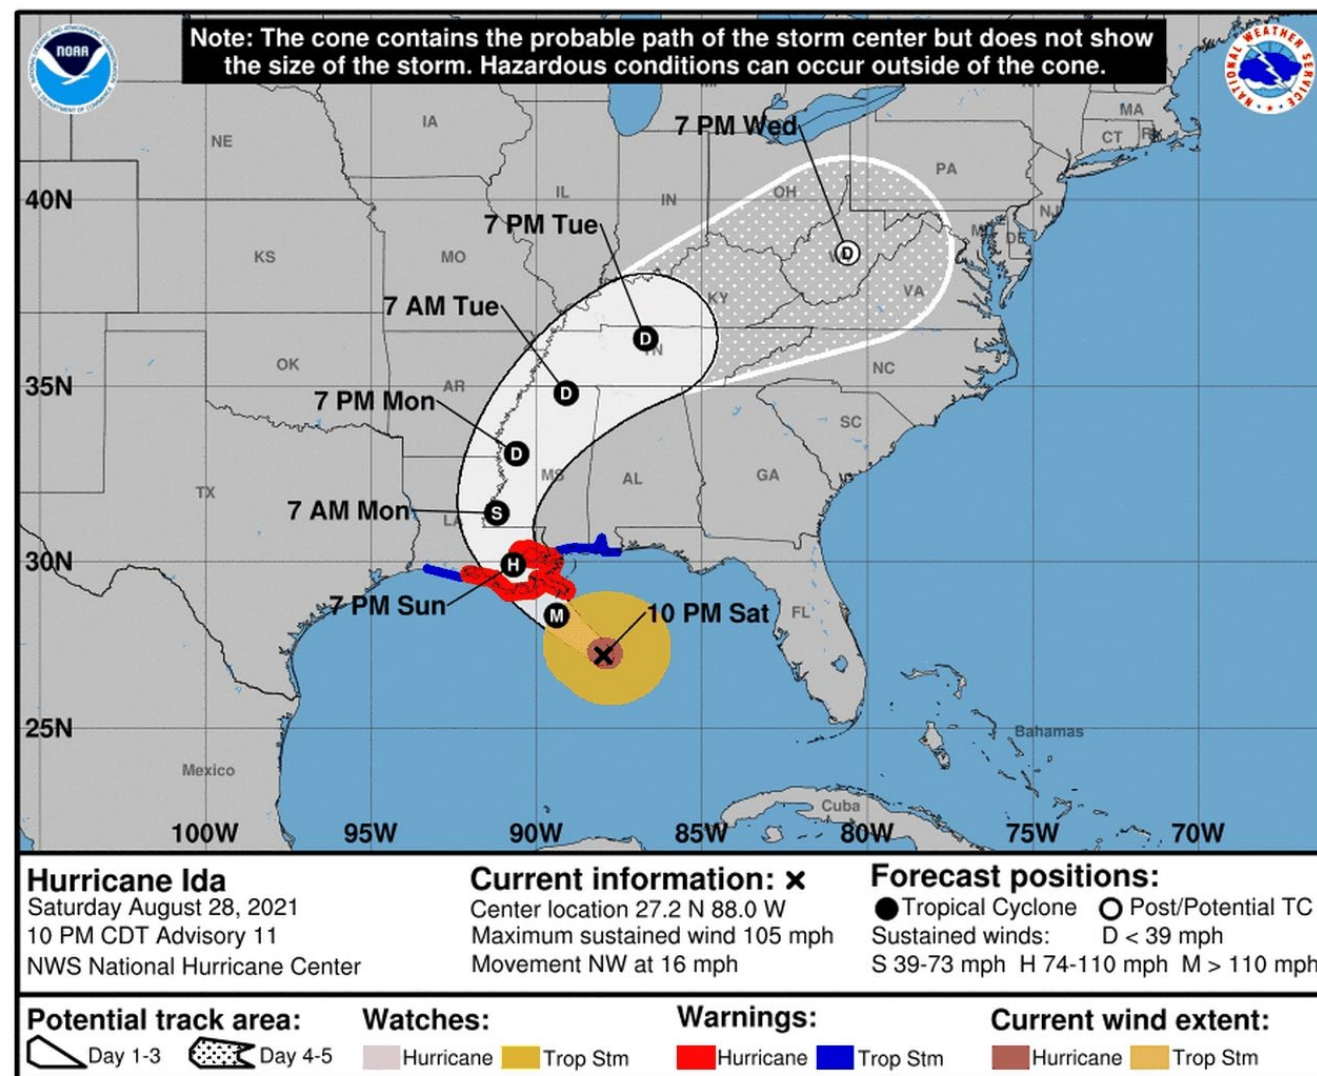 Note: The cone contains the probable path of the storm center but does not show
the size of the storm. Hazardous conditions can occur outside of the cone.
NOAA
NATIONAL WEATHER SERVICE
MA
IA
7 PM Wed
CT
NE
PA
40N
IL
IN
OH
NJ
7 PM Tue
DE
KS
MO
VA
KY
7 AM Tue
D
D
TN
OK
NC
35N
AR
D
7 PM Mon
SC
D
MS
AL
GA
TX
7 AM Mon
LA
S
30N
H
7 PM Sun
M
10 PM Sat
FL
25N
Bahamas
Mexico
Cuba
100W
95W
90W
85W
80W
75W
70W
Hurricane Ida
Saturday August 28, 2021
10 PM CDT Advisory 11
NWS National Hurricane Center
Current information: x
Center location 27.2 N 88.0 W
Maximum sustained wind 105 mph
Movement NW at 16 mph
Forecast positions:
Tropical Cyclone
Post/Potential TC
Sustained winds: D < 39 mph
S 39-73 mph H 74-110 mph M > 110 mph
Potential track area:
Day 1-3
Day 4-5
Watches:
Hurricane
Trop Stm
Warnings:
Hurricane
Trop Stm
Current wind extent:
Hurricane
Trop Stm